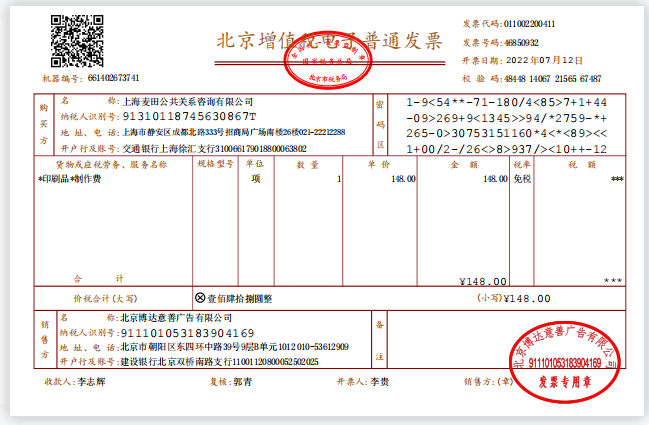 北京增值税电子普通发票
发票代码:011002200411
发票号码:46850932
开票日期:2022年07月12日
校 验 码:48448 14067 21565 67487
机器编号: 661402673741
国家税务总局
北京市税务局
购买方
名 称:上海麦田公共关系咨询有限公司
纳税人识别号:91310118745630867T
地 址、电 话:上海市静安区成都北路333号招商局广场南楼26楼021-22212288
开户行及账号:交通银行上海徐汇支行310066179018800063802
密码区
1-9<54**-71-180/4<85>7+1+44
-09>269+9<1345>>94/*2759-*+
265-0>30753151160*4<*<89><<
1+00/2-/26<>8>937/><10++-12
货物或应税劳务、服务名称 规格型号 单位 数 量 单 价 金 额 税率 税 额
*印刷品*制作费 项 1 148.00 148.00 免税 ***
合 计 ¥148.00 ***
价税合计(大写) ⊗壹佰肆拾捌圆整 (小写)¥148.00
销售方
名 称:北京博达意善广告有限公司
纳税人识别号:911101053183904169
地 址、电 话:北京市朝阳区东四环中路39号9层B单元1012 010-53612909
开户行及账号:建设银行北京双桥南路支行11001120800052502025
备注
收款人:李志辉 复核:郭青 开票人:李贵 销售方:(章)
北京博达意善广告有限公司
911101053183904169
发票专用章